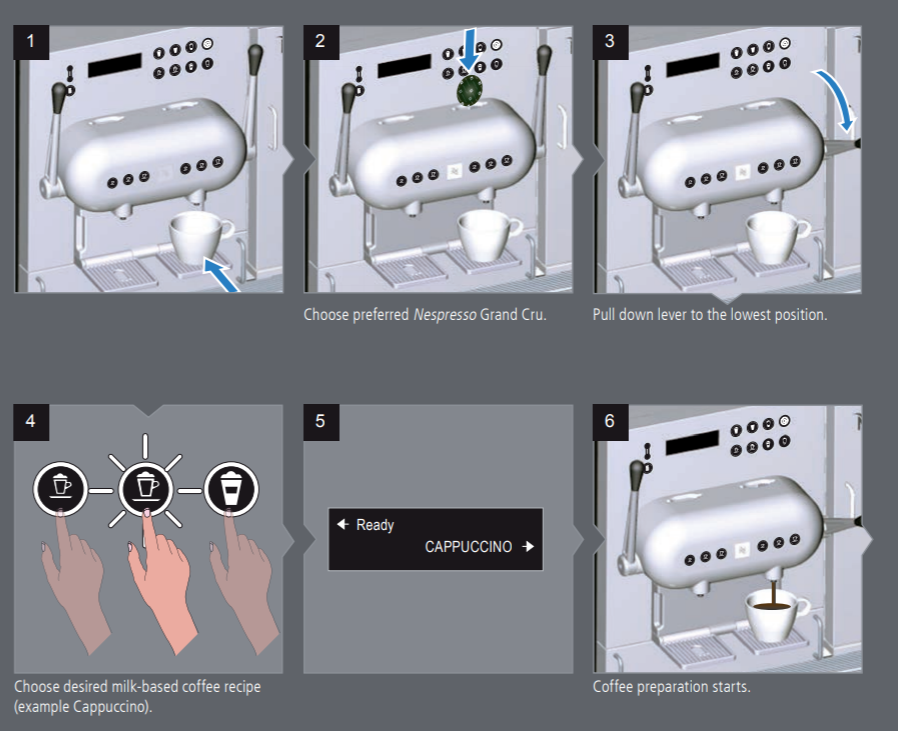 1
2
3
Choose preferred Nespresso Grand Cru.
Pull down lever to the lowest position.
4
5
6
← Ready
CAPPUCCINO →
Choose desired milk-based coffee recipe
(example Cappuccino).
Coffee preparation starts.